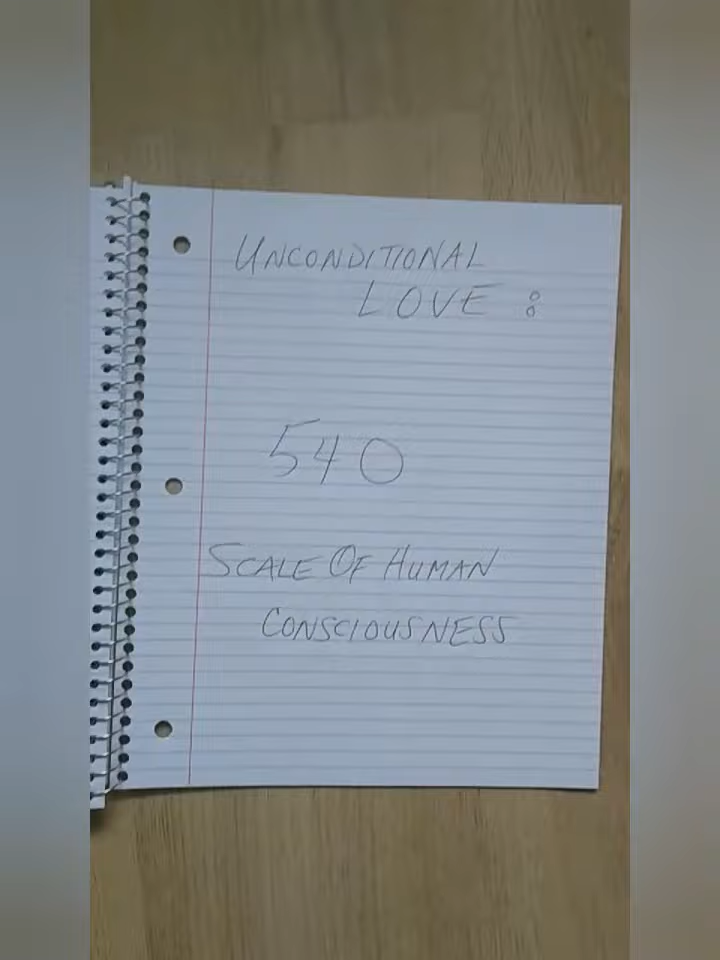 UNCONDITIONAL
LOVE :
540
SCALE OF HUMAN
CONSCIOUSNESS